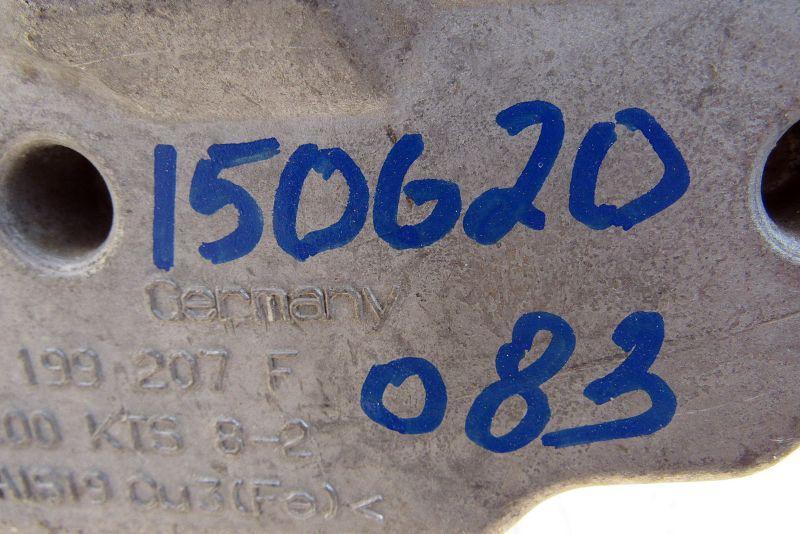 150620
Germany
083
199 207 F
.00 KTS 8-2
AlSi9 Cu3(Fe)<